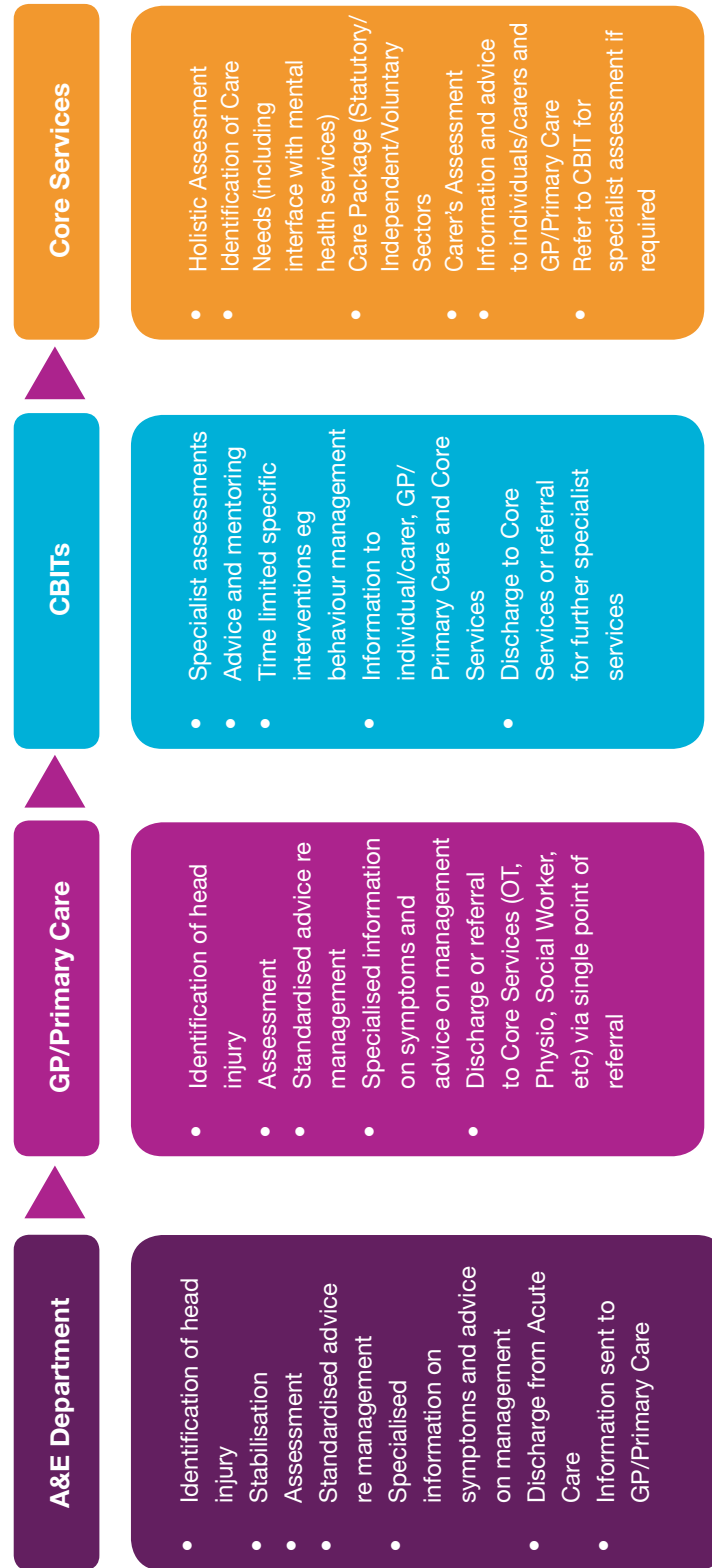 A&E Department
• Identification of head
injury
• Stabilisation
• Assessment
• Standardised advice
re management
• Specialised
information on
symptoms and advice
on management
• Discharge from Acute
Care
• Information sent to
GP/Primary Care
GP/Primary Care
• Identification of head
injury
• Assessment
• Standardised advice re
management
• Specialised information
on symptoms and
advice on management
• Discharge or referral
to Core Services (OT,
Physio, Social Worker,
etc) via single point of
referral
CBITs
• Specialist assessments
• Advice and mentoring
• Time limited specific
interventions eg
behaviour management
• Information to
individual/carer, GP/
Primary Care and Core
Services
• Discharge to Core
Services or referral
for further specialist
services
Core Services
• Holistic Assessment
• Identification of Care
Needs (including
interface with mental
health services)
• Care Package (Statutory/
Independent/Voluntary
Sectors
• Carer's Assessment
• Information and advice
to individuals/carers and
GP/Primary Care
• Refer to CBIT for
specialist assessment if
required